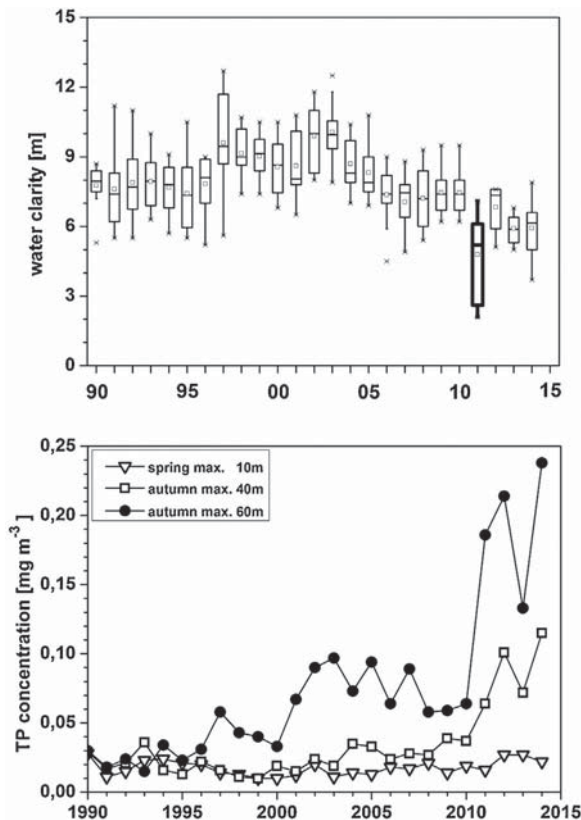 15
12
9
6
3
0
water clarity [m]
90 95 00 05 10 15
0,25
0,20
0,15
0,10
0,05
0,00
TP concentration [mg m-3]
spring max. 10m
autumn max. 40m
autumn max. 60m
1990 1995 2000 2005 2010 2015